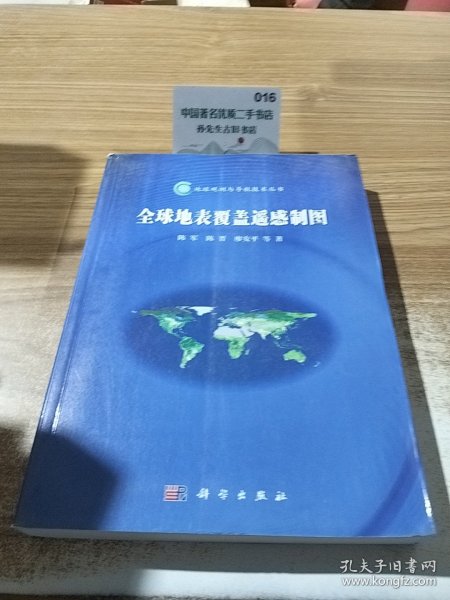 016
中国著名优质二手书店
孙先生古旧书店
地球观测与导航技术丛书
全球地表覆盖遥感制图
陈军 陈晋 廖安平 等 著
科学出版社
孔夫子旧书网
www.kongfz.com